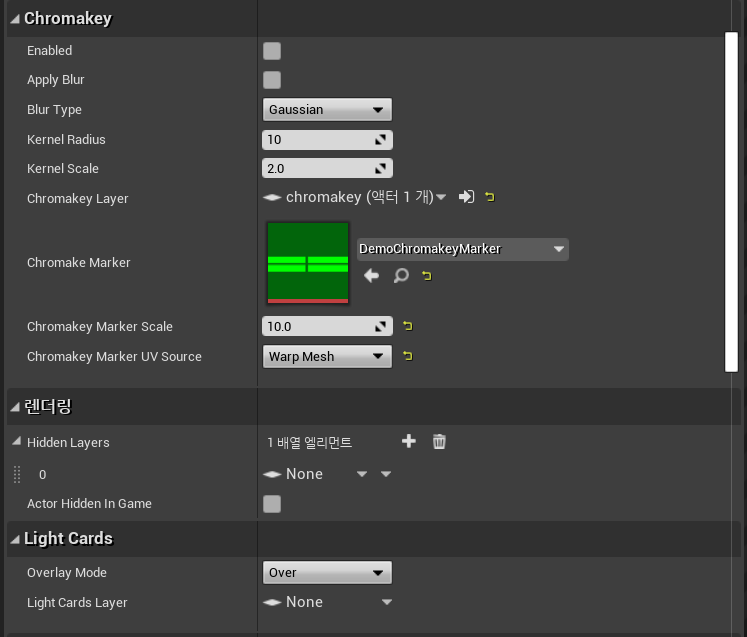 Chromakey
Enabled
Apply Blur
Blur Type Gaussian
Kernel Radius 10
Kernel Scale 2.0
Chromakey Layer chromakey (액터 1 개)
Chromake Marker DemoChromakeyMarker
Chromakey Marker Scale 10.0
Chromakey Marker UV Source Warp Mesh
렌더링
Hidden Layers 1 배열 엘리먼트
0 None
Actor Hidden In Game
Light Cards
Overlay Mode Over
Light Cards Layer None